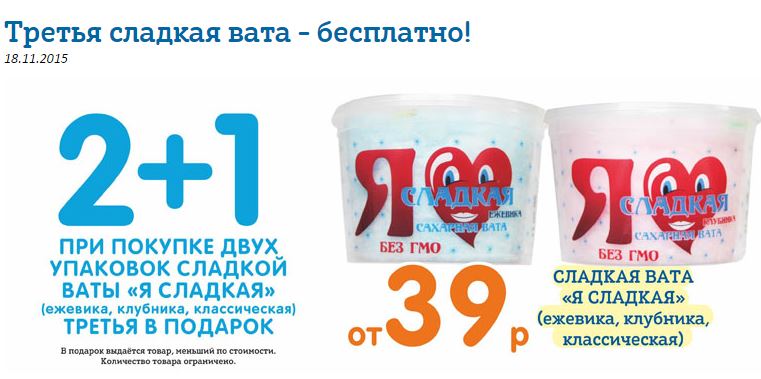 Третья сладкая вата - бесплатно!
18.11.2015
2+1
ПРИ ПОКУПКЕ ДВУХ
УПАКОВОК СЛАДКОЙ
ВАТЫ «Я СЛАДКАЯ»
(ежевика, клубника, классическая)
ТРЕТЬЯ В ПОДАРОК
В подарок выдаётся товар, меньший по стоимости.
Количество товара ограничено.
Я
СЛАДКАЯ
ЕЖЕВИКА
САХАРНАЯ ВАТА
БЕЗ ГМО
Я
СЛАДКАЯ
КЛУБНИКА
САХАРНАЯ ВАТА
БЕЗ ГМО
от 39 р
СЛАДКАЯ ВАТА
«Я СЛАДКАЯ»
(ежевика, клубника,
классическая)